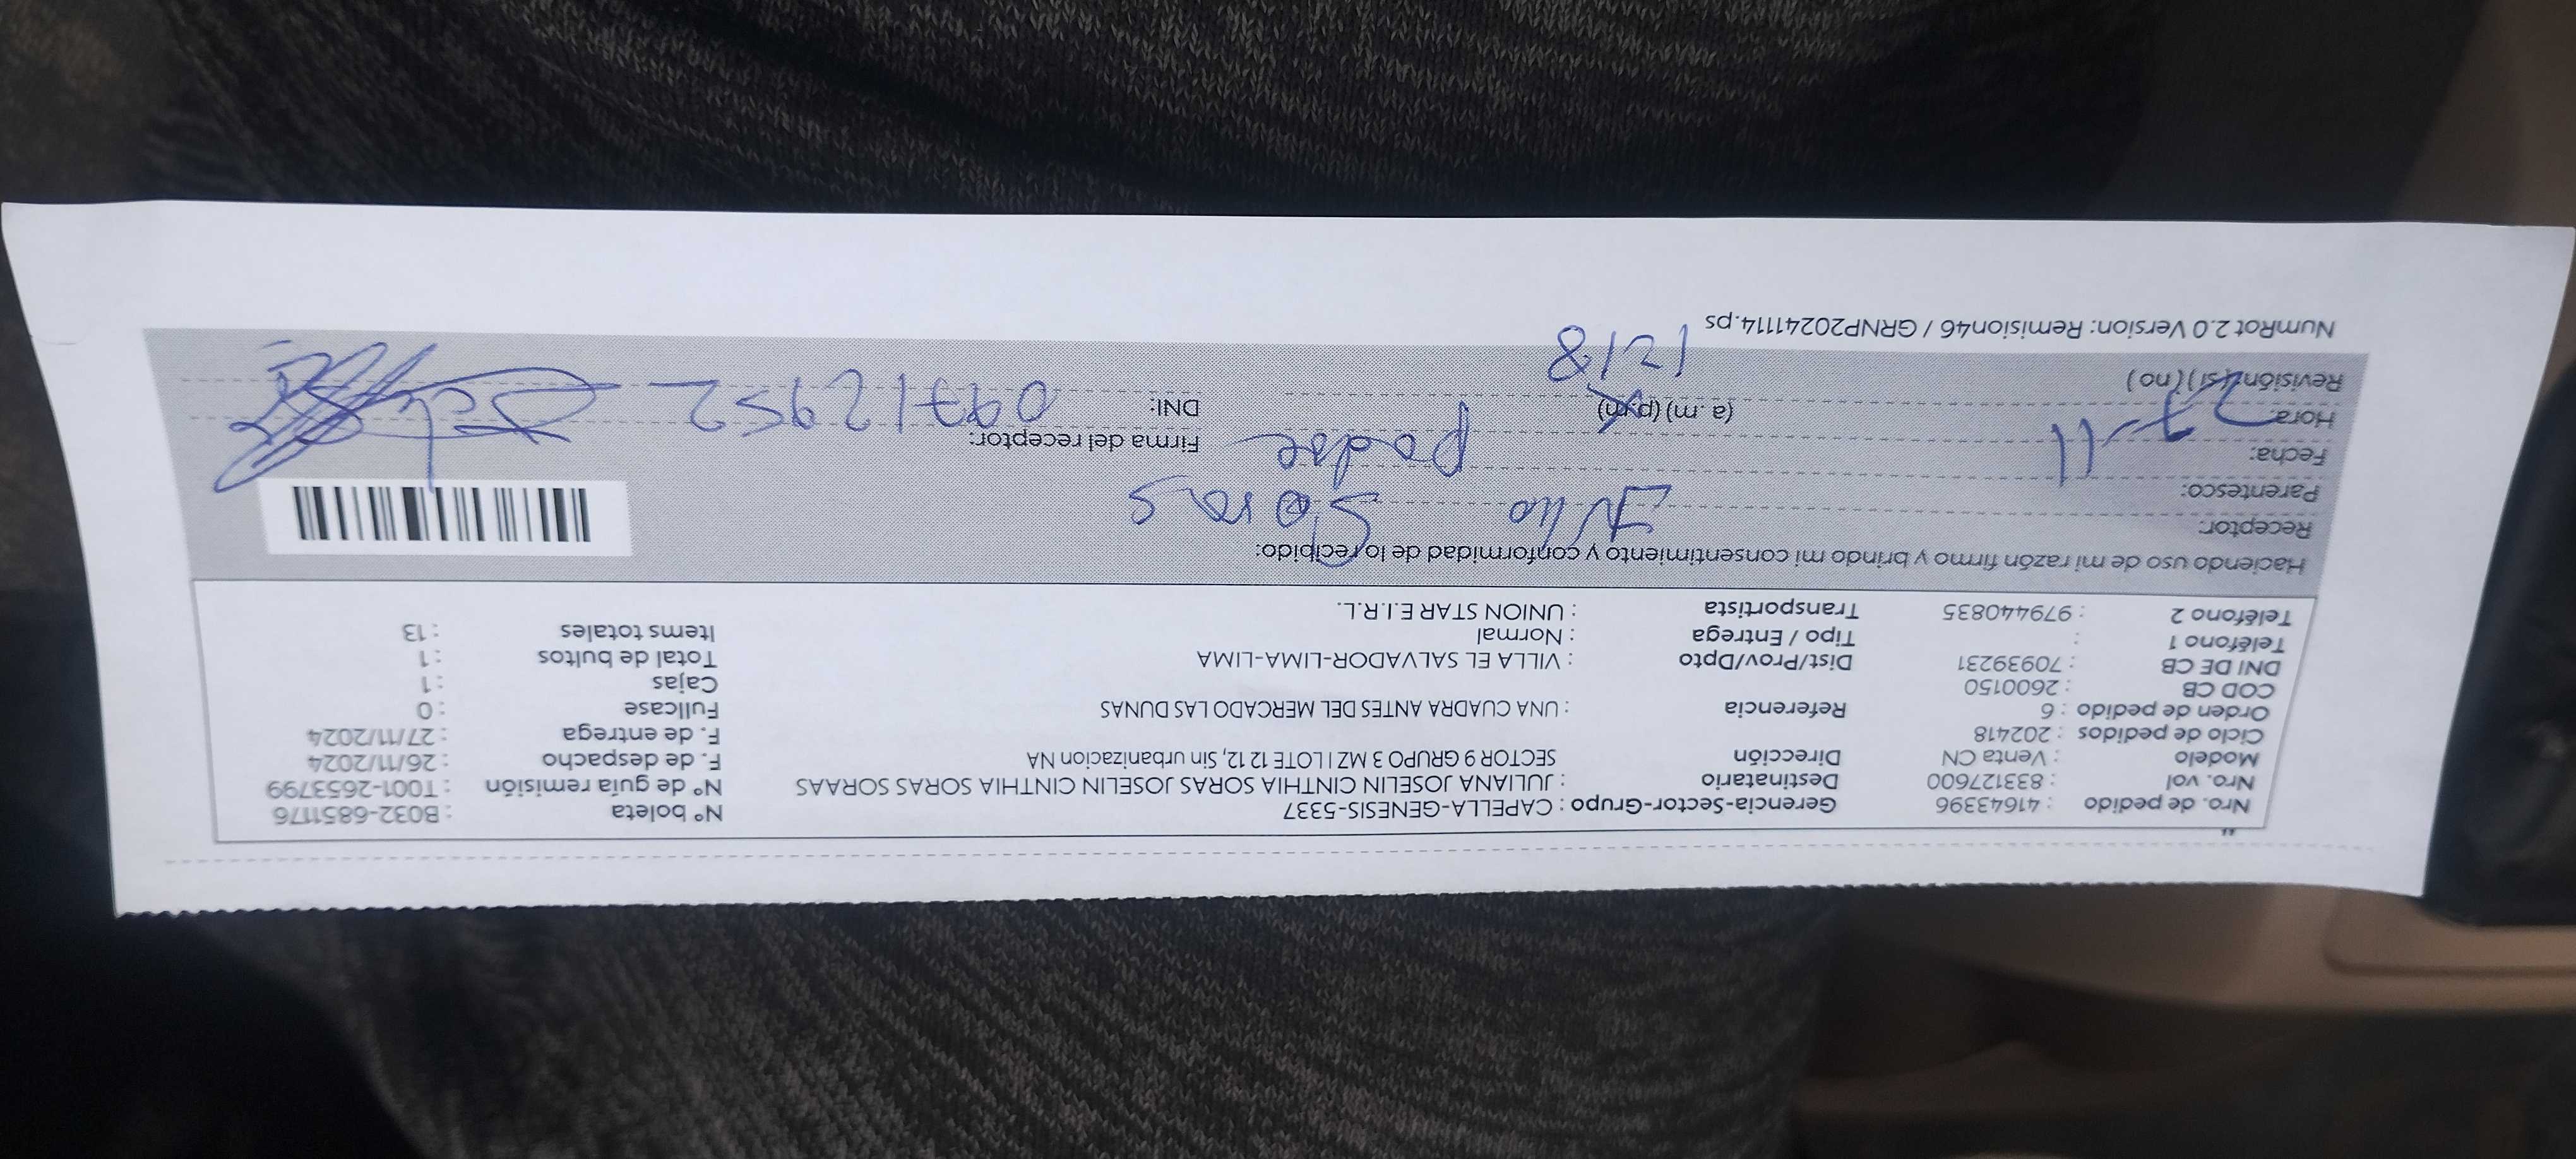 Nro. de pedido : 41643396 Gerencia-Sector-Grupo : CAPELLA-GENESIS-5337 N° boleta : B032-6851176
Nro. vol : 833127600 Destinatario : JULIANA JOSELIN CINTHIA SORAS JOSELIN CINTHIA SORAS SORAAS N° de guía remisión : T001-2653799
Modelo : Venta CN Dirección SECTOR 9 GRUPO 3 MZ I LOTE 12 12, Sin urbanizacion NA F. de despacho : 26/11/2024
Ciclo de pedidos : 202418 F. de entrega : 27/11/2024
Orden de pedido : 6 Referencia : UNA CUADRA ANTES DEL MERCADO LAS DUNAS Fullcase : 0
COD CB : 2600150 Cajas : 1
DNI DE CB : 70939231 Dist/Prov/Dpto : VILLA EL SALVADOR-LIMA-LIMA Total de bultos : 1
Teléfono 1 : Tipo / Entrega : Normal Items totales : 13
Teléfono 2 : 979440835 Transportista : UNION STAR E.I.R.L.
Haciendo uso de mi razón firmo y brindo mi consentimiento y conformidad de lo recibido:
Receptor: Soras
Parentesco: padre
Fecha: 27-11 Firma del receptor:
Hora: (a. m) (p.m) DNI: 09712952
Revisión: (si) (no) 1218
NumRot 2.0 Version: Remision46 / GRNP20241114.ps